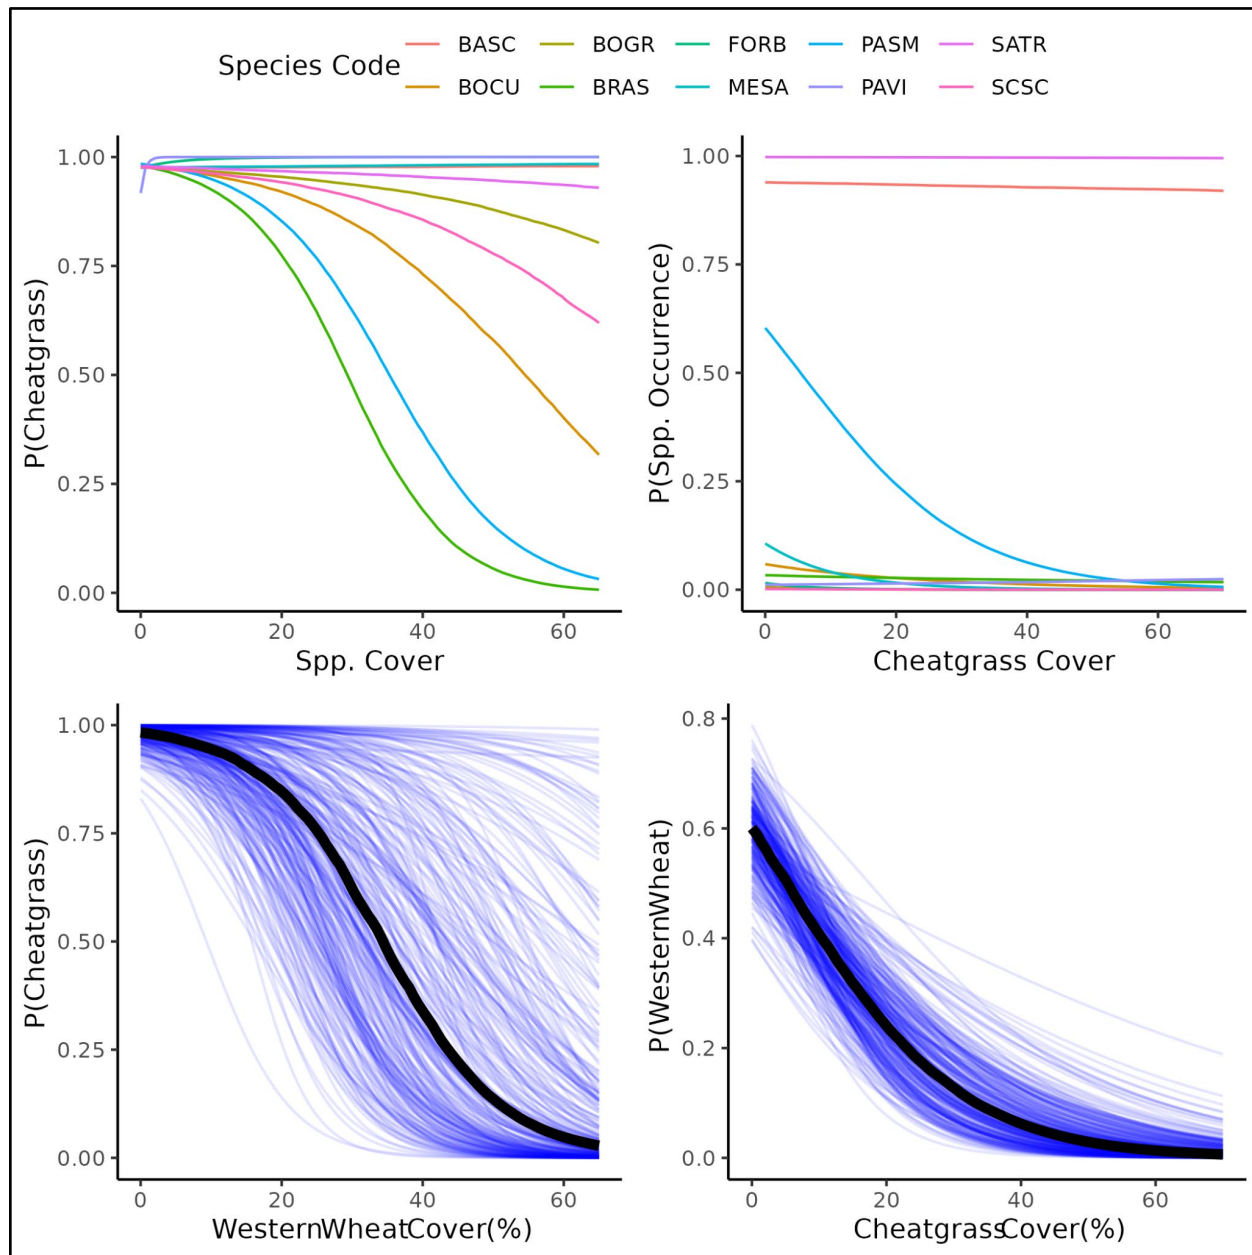 Species Code
BASC BOGR FORB PASM SATR
BOCU BRAS MESA PAVI SCSC
P(Cheatgrass)
1.00
0.75
0.50
0.25
0.00
0 20 40 60
Spp. Cover
P(Spp. Occurrence)
1.00
0.75
0.50
0.25
0.00
0 20 40 60
Cheatgrass Cover
P(Cheatgrass)
1.00
0.75
0.50
0.25
0.00
0 20 40 60
WesternWheatCover(%)
P(WesternWheat)
0.8
0.6
0.4
0.2
0.0
0 20 40 60
CheatgrassCover(%)